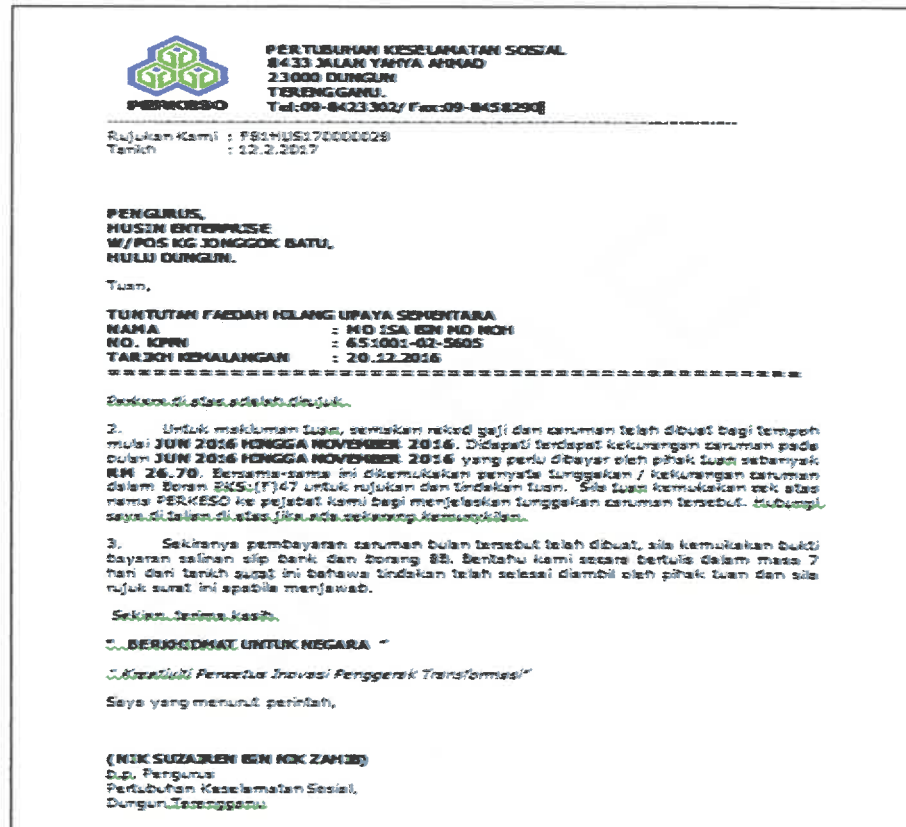 PERTUBUHAN KESELAMATAN SOSIAL
8433 JALAN YAHYA AHMAD
23000 DUNGUN
TERENGGANU.
Tel:09-8423302/ Fax:09-8458290
PERKESO
Rujukan Kami : F81HUS170000029
Tarikh : 12.2.2017
PENGURUS,
HUSIN ENTERPRISE
W/POS KG JONGGOK BATU,
HULU DUNGUN.
Tuan,
TUNTUTAN FAEDAH HILANG UPAYA SEMENTARA
NAMA : MD ISA BIN MD NOH
NO. KPPN : 651001-02-5605
TARIKH KEMALANGAN : 20.12.2016
Perkara di atas adalah dirujuk.
2. Untuk makluman tuan, semakan rekod gaji dan caruman telah dibuat bagi tempoh
mulai JUN 2016 HINGGA NOVEMBER 2016. Didapati terdapat kekurangan caruman pada
bulan JUN 2016 HINGGA NOVEMBER 2016 yang perlu dibayar oleh pihak tuan sebanyak
RM 26.70. Bersama-sama ini dikemukakan penyata tunggakan / kekurangan caruman
dalam Boran PKS:(F)47 untuk rujukan dan tindakan tuan. Sila tuan kemukakan cek atas
nama PERKESO ke pejabat kami bagi menjelaskan tunggakan caruman tersebut. Hubungi
saya di talian di atas jika ada sebarang kemusykilan.
3. Sekiranya pembayaran caruman bulan tersebut telah dibuat, sila kemukakan bukti
bayaran salinan slip bank dan borang 8B. Beritahu kami secara bertulis dalam masa 7
hari dari tarikh surat ini bahawa tindakan telah selesai diambil oleh pihak tuan dan sila
rujuk surat ini apabila menjawab.
Sekian, terima kasih.
" BERKHIDMAT UNTUK NEGARA "
" Kreativiti Pencetus Inovasi Penggerak Transformasi"
Saya yang menurut perintah,
(NIK SUZAIREN BIN NIK ZAHIB)
b.p. Pengurus
Pertubuhan Keselamatan Sosial,
Dungun Terengganu